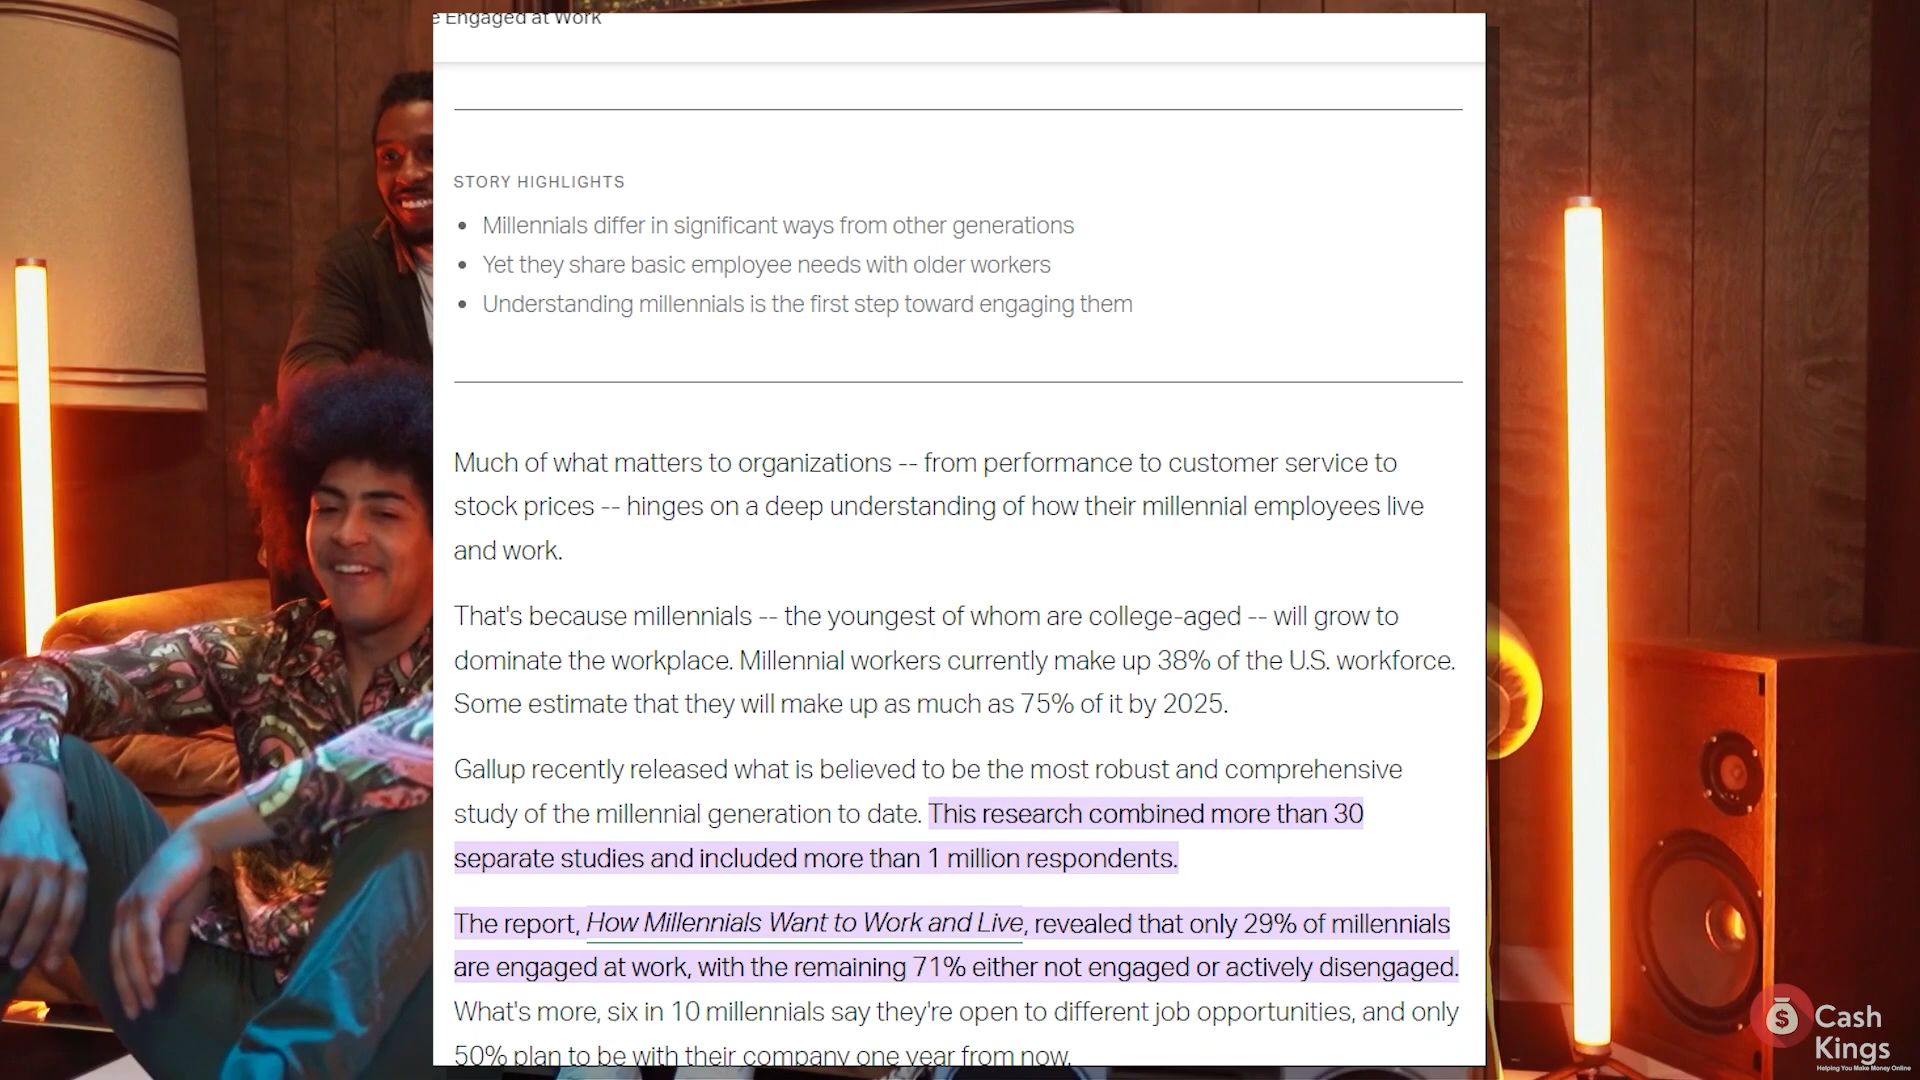 e Engaged at Work
STORY HIGHLIGHTS
• Millennials differ in significant ways from other generations
• Yet they share basic employee needs with older workers
• Understanding millennials is the first step toward engaging them
Much of what matters to organizations -- from performance to customer service to
stock prices -- hinges on a deep understanding of how their millennial employees live
and work.
That's because millennials -- the youngest of whom are college-aged -- will grow to
dominate the workplace. Millennial workers currently make up 38% of the U.S. workforce.
Some estimate that they will make up as much as 75% of it by 2025.
Gallup recently released what is believed to be the most robust and comprehensive
study of the millennial generation to date. This research combined more than 30
separate studies and included more than 1 million respondents.
The report, How Millennials Want to Work and Live, revealed that only 29% of millennials
are engaged at work, with the remaining 71% either not engaged or actively disengaged.
What's more, six in 10 millennials say they're open to different job opportunities, and only
50% plan to be with their company one year from now.
$
Cash
Kings
Helping You Make Money Online